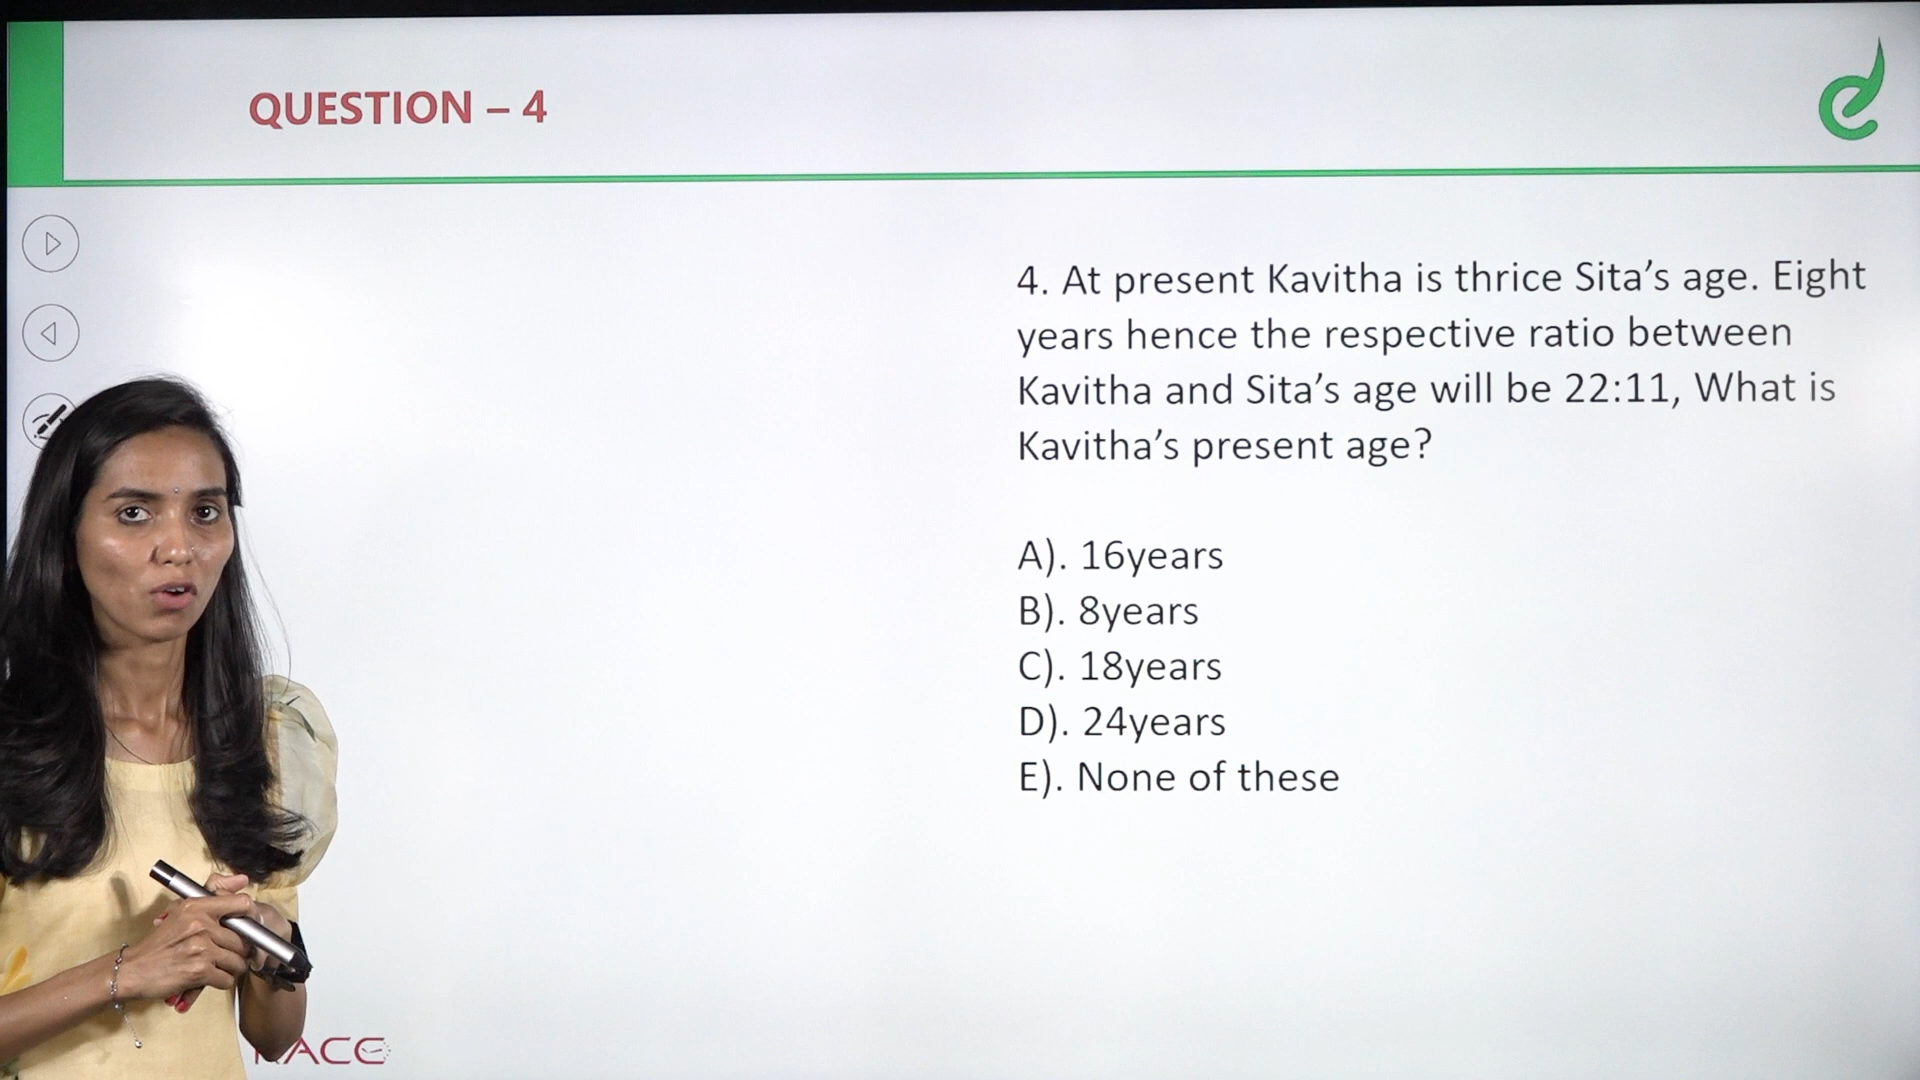 QUESTION – 4
4. At present Kavitha is thrice Sita’s age. Eight
years hence the respective ratio between
Kavitha and Sita’s age will be 22:11, What is
Kavitha’s present age?
A). 16years
B). 8years
C). 18years
D). 24years
E). None of these